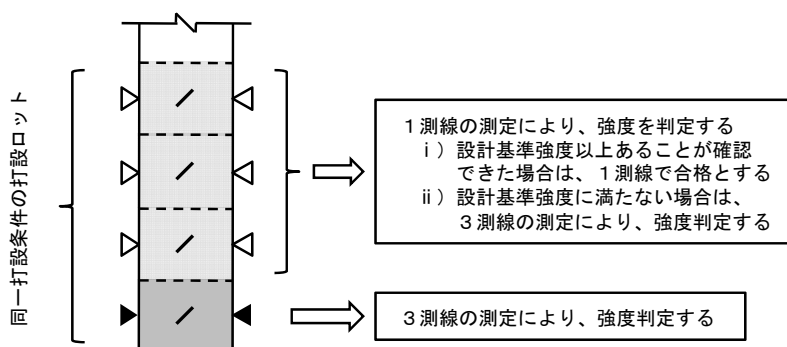 同一打設条件の打設ロット
1測線の測定により、強度を判定する
ⅰ）設計基準強度以上あることが確認
できた場合は、1測線で合格とする
ⅱ）設計基準強度に満たない場合は、
3測線の測定により、強度判定する
3測線の測定により、強度判定する